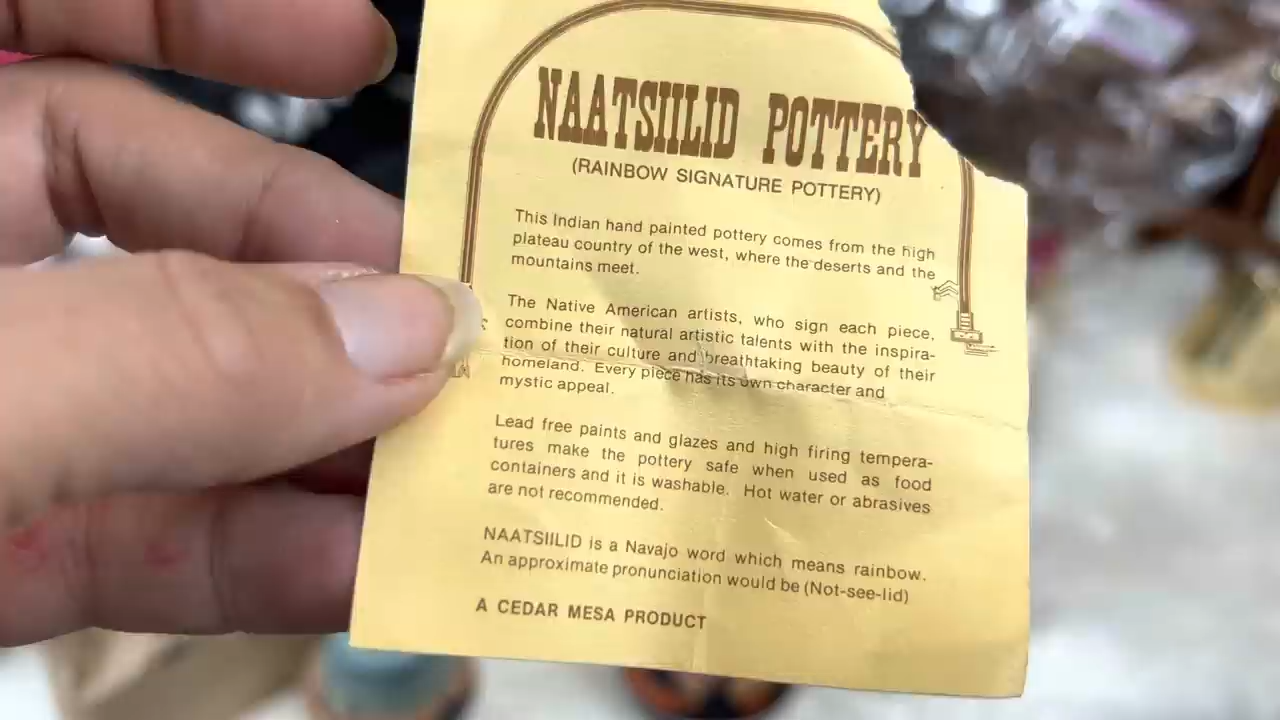 NAATSIILID POTTERY
(RAINBOW SIGNATURE POTTERY)
This Indian hand painted pottery comes from the high
plateau country of the west, where the deserts and the
mountains meet.
The Native American artists, who sign each piece,
combine their natural artistic talents with the inspira-
tion of their culture and breathtaking beauty of their
homeland. Every piece has its own character and
mystic appeal.
Lead free paints and glazes and high firing tempera-
tures make the pottery safe when used as food
containers and it is washable. Hot water or abrasives
are not recommended.
NAATSIILID is a Navajo word which means rainbow.
An approximate pronunciation would be (Not-see-lid)
A CEDAR MESA PRODUCT